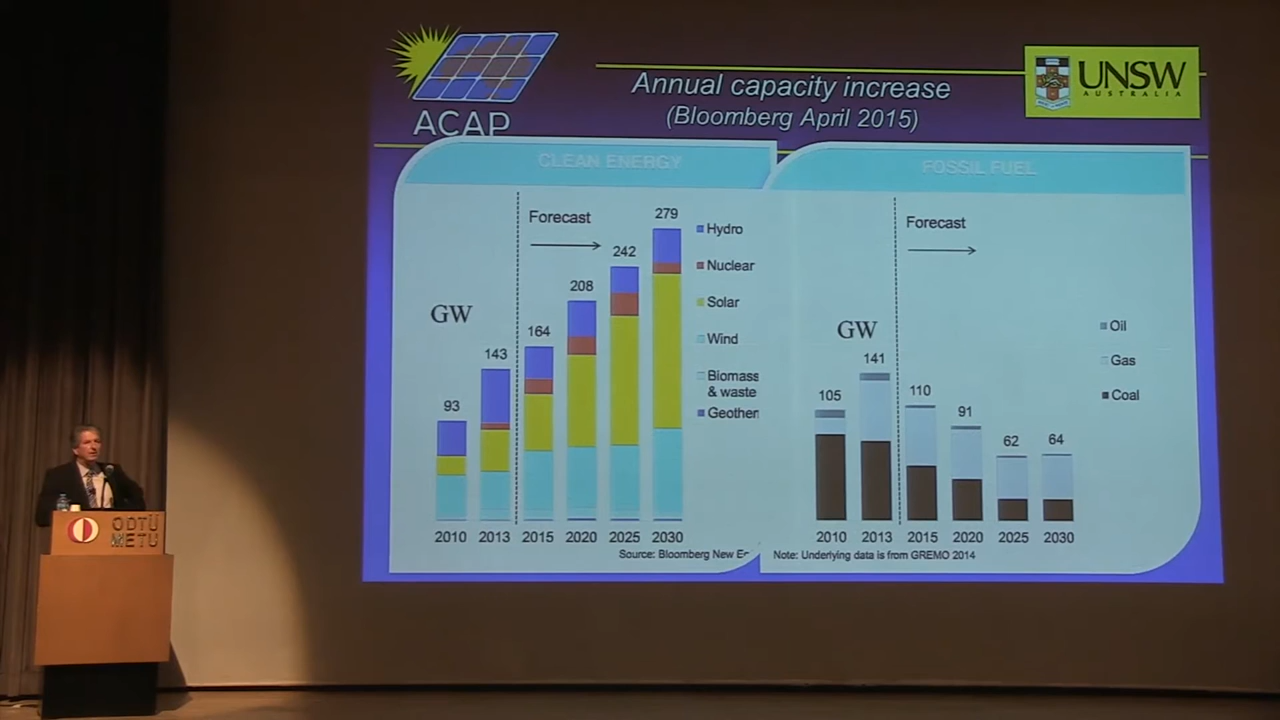 ACAP
Annual capacity increase
(Bloomberg April 2015)
UNSW
AUSTRALIA
CLEAN ENERGY
FOSSIL FUEL
Forecast
GW
93
143
164
208
242
279
Hydro
Nuclear
Solar
Wind
Biomass
& waste
Geother
2010 2013 2015 2020 2025 2030
Source: Bloomberg New E
Forecast
GW
105
141
110
91
62
64
Oil
Gas
Coal
2010 2013 2015 2020 2025 2030
Note: Underlying data is from GREMO 2014
ODTÜ
METU